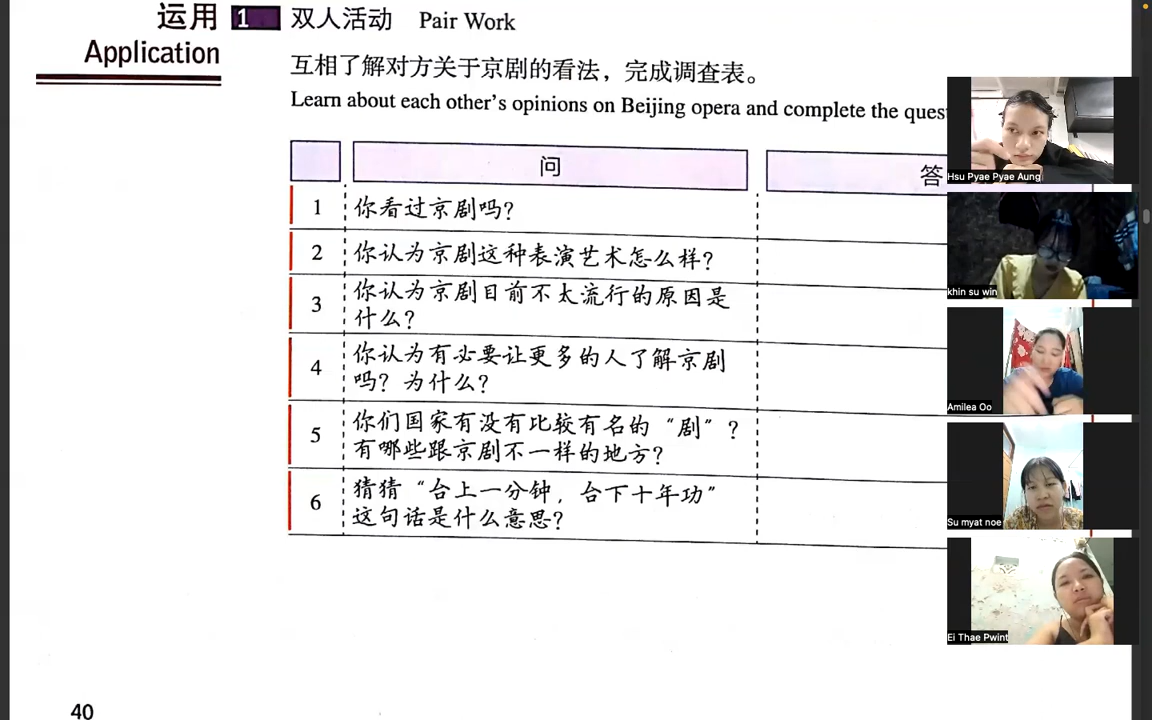 运用 1 双人活动 Pair Work
Application
互相了解对方关于京剧的看法，完成调查表。
Learn about each other's opinions on Beijing opera and complete the
问 答
1 你看过京剧吗？
2 你认为京剧这种表演艺术怎么样？
3 你认为京剧目前不太流行的原因是
什么？
4 你认为有必要让更多的人了解京剧
吗？为什么？
5 你们国家有没有比较有名的“剧”？
有哪些跟京剧不一样的地方？
6 猜猜“台上一分钟，台下十年功”
这句话是什么意思？
40
Hsu Pyae Pyae Aung
khin su win
Amilea Oo
Su myat noe
Ei Thae Pwint